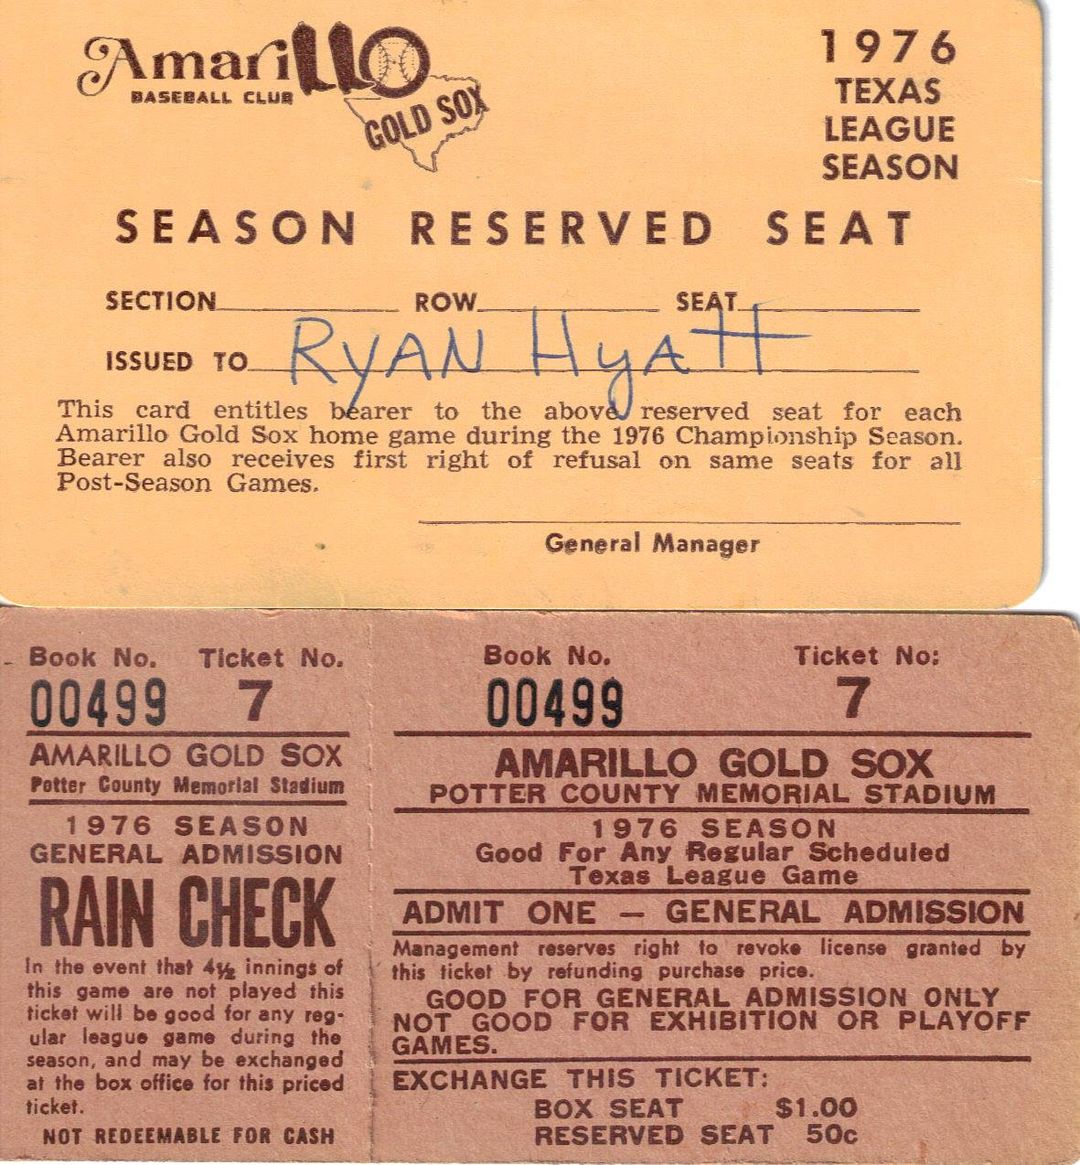 Amarillo
BASEBALL CLUB
GOLD SOX
1976
TEXAS
LEAGUE
SEASON
SEASON RESERVED SEAT
SECTION ROW SEAT
ISSUED TO RYAN HyATT
This card entitles bearer to the above reserved seat for each
Amarillo Gold Sox home game during the 1976 Championship Season.
Bearer also receives first right of refusal on same seats for all
Post-Season Games.
General Manager
Book No. Ticket No.
00499 7
AMARILLO GOLD SOX
Potter County Memorial Stadium
1976 SEASON
GENERAL ADMISSION
RAIN CHECK
In the event that 4½ innings of
this game are not played this
ticket will be good for any reg-
ular league game during the
season, and may be exchanged
at the box office for this priced
ticket.
NOT REDEEMABLE FOR CASH
Book No. Ticket No:
00499 7
AMARILLO GOLD SOX
POTTER COUNTY MEMORIAL STADIUM
1976 SEASON
Good For Any Regular Scheduled
Texas League Game
ADMIT ONE — GENERAL ADMISSION
Management reserves right to revoke license granted by
this ticket by refunding purchase price.
GOOD FOR GENERAL ADMISSION ONLY
NOT GOOD FOR EXHIBITION OR PLAYOFF
GAMES.
EXCHANGE THIS TICKET:
BOX SEAT $1.00
RESERVED SEAT 50c